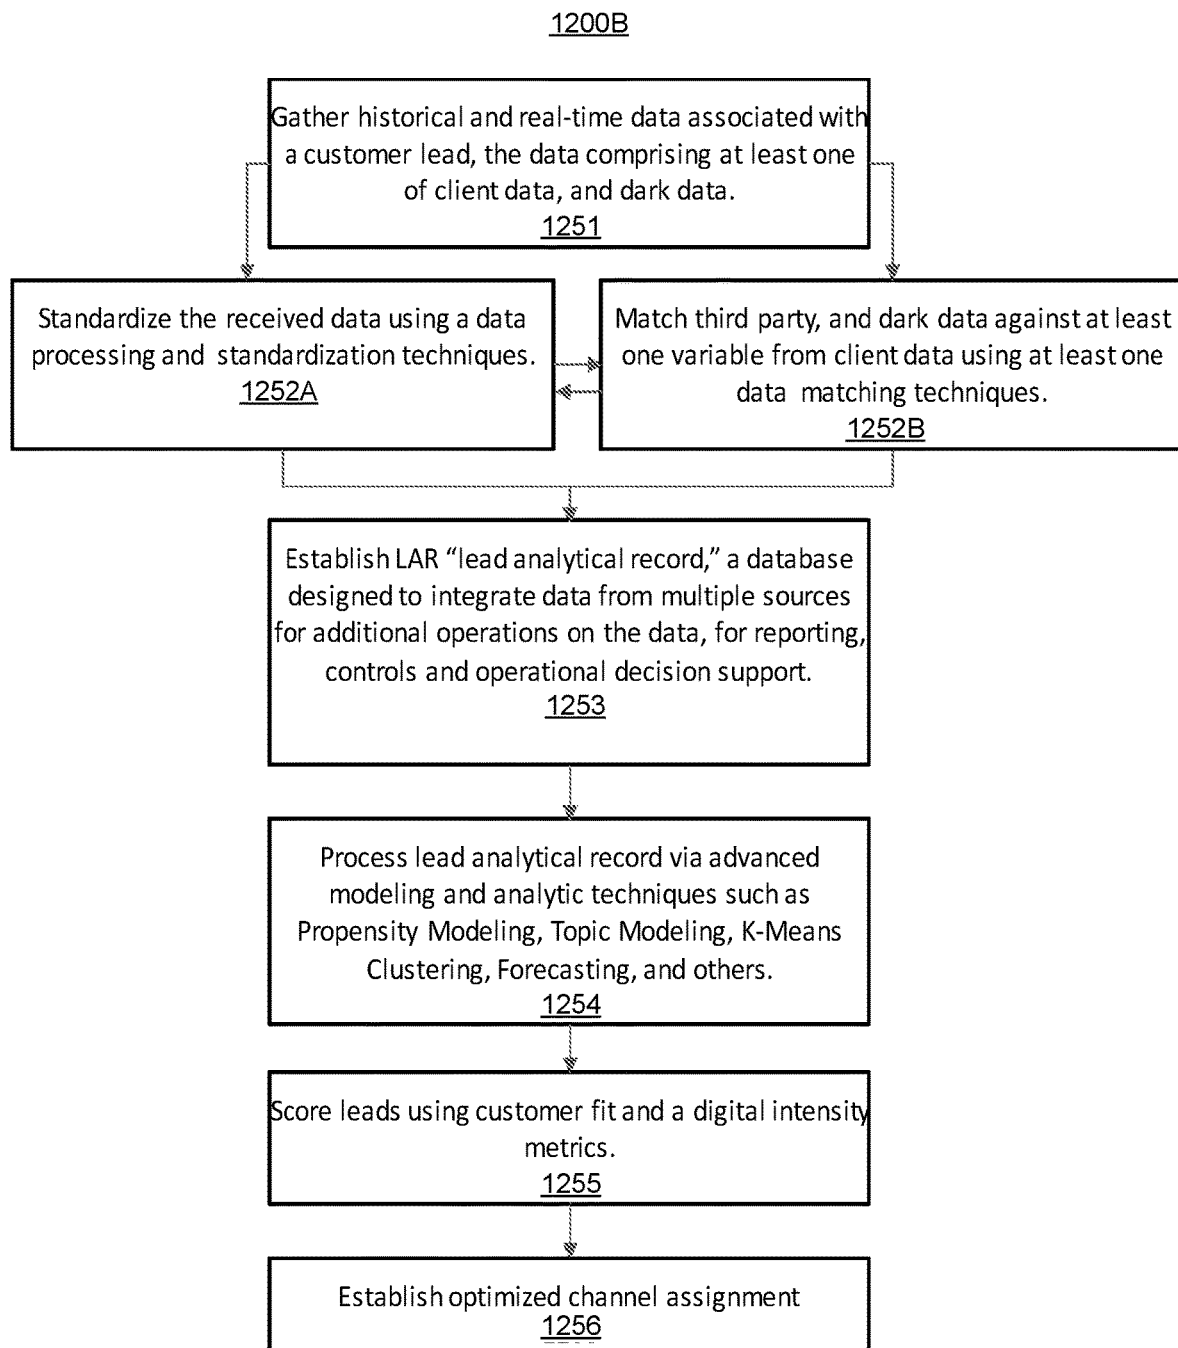 1200B
Gather historical and real-time data associated with
a customer lead, the data comprising at least one
of client data, and dark data.
1251
Standardize the received data using a data
processing and standardization techniques.
1252A
Match third party, and dark data against at least
one variable from client data using at least one
data matching techniques.
1252B
Establish LAR “lead analytical record,” a database
designed to integrate data from multiple sources
for additional operations on the data, for reporting,
controls and operational decision support.
1253
Process lead analytical record via advanced
modeling and analytic techniques such as
Propensity Modeling, Topic Modeling, K-Means
Clustering, Forecasting, and others.
1254
Score leads using customer fit and a digital intensity
metrics.
1255
Establish optimized channel assignment
1256